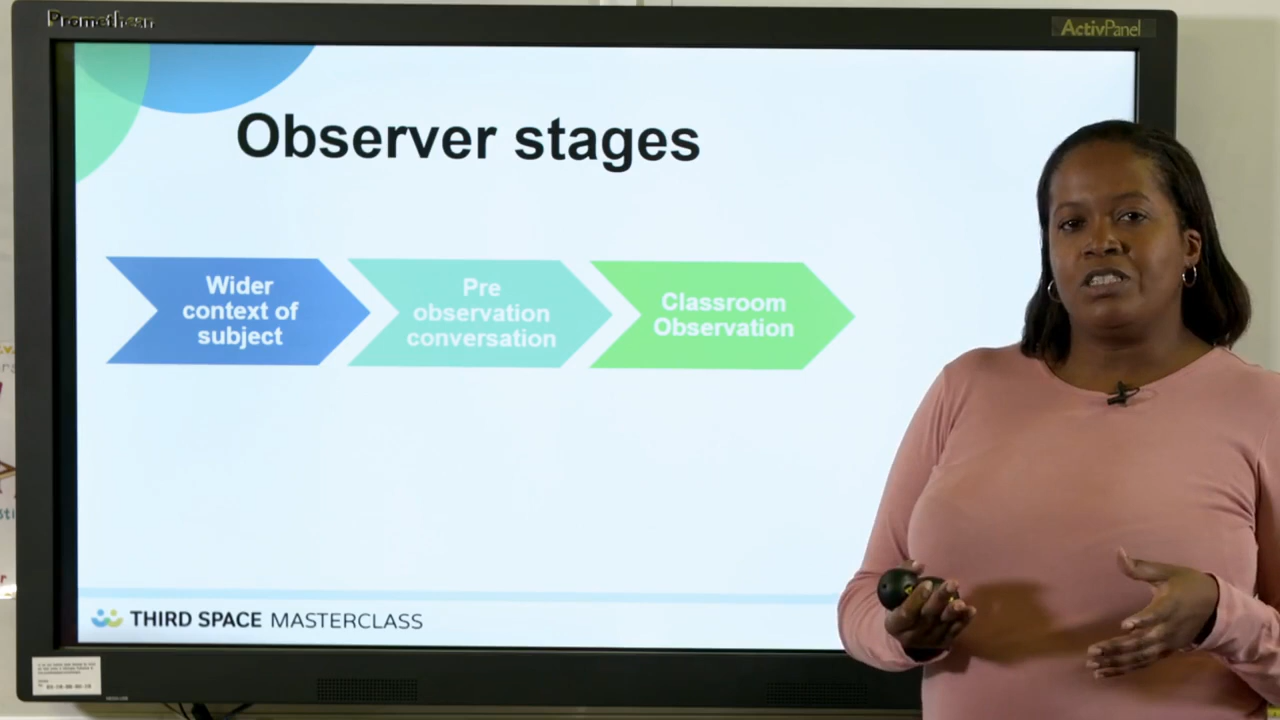 Promethean
ActivPanel
Observer stages
Wider
context of
subject
Pre
observation
conversation
Classroom
Observation
THIRD SPACE MASTERCLASS